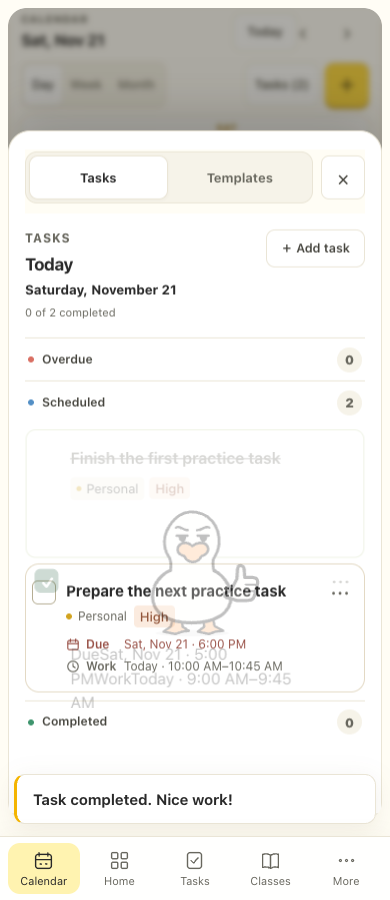 CALENDAR
Sat, Nov 21
Today
Day
Week
Month
Tasks (2)
+
Tasks
Templates
×
TASKS
Today
+ Add task
Saturday, November 21
0 of 2 completed
Overdue
0
Scheduled
2
Finish the first practice task
Personal
High
Prepare the next practice task
Personal
High
Due Sat, Nov 21 · 6:00 PM
DueSat, Nov 21 · 5:00
Work Today · 10:00 AM–10:45 AM
PMWorkToday · 9:00 AM–9:45
AM
Completed
0
Task completed. Nice work!
Calendar
Home
Tasks
Classes
More